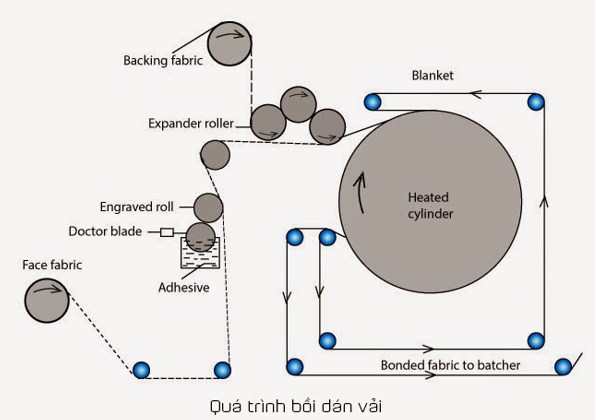 Backing fabric
Blanket
Expander roller
Engraved roll
Heated
cylinder
Doctor blade
Face fabric
Adhesive
Bonded fabric to batcher
Quá trình bồi dán vải